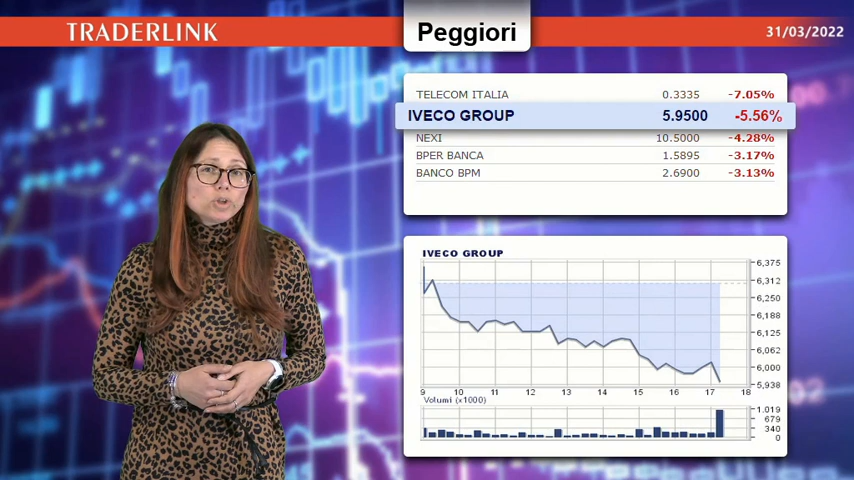 TRADERLINK
Peggiori
31/03/2022
TELECOM ITALIA 0.3335 -7.05%
IVECO GROUP 5.9500 -5.56%
NEXI 10.5000 -4.28%
BPER BANCA 1.5895 -3.17%
BANCO BPM 2.6900 -3.13%
IVECO GROUP
6,375
6,312
6,250
6,188
6,125
6,062
6,000
5,938
9 10 11 12 13 14 15 16 17 18
Volumi (x1000)
1.019
679
340
0